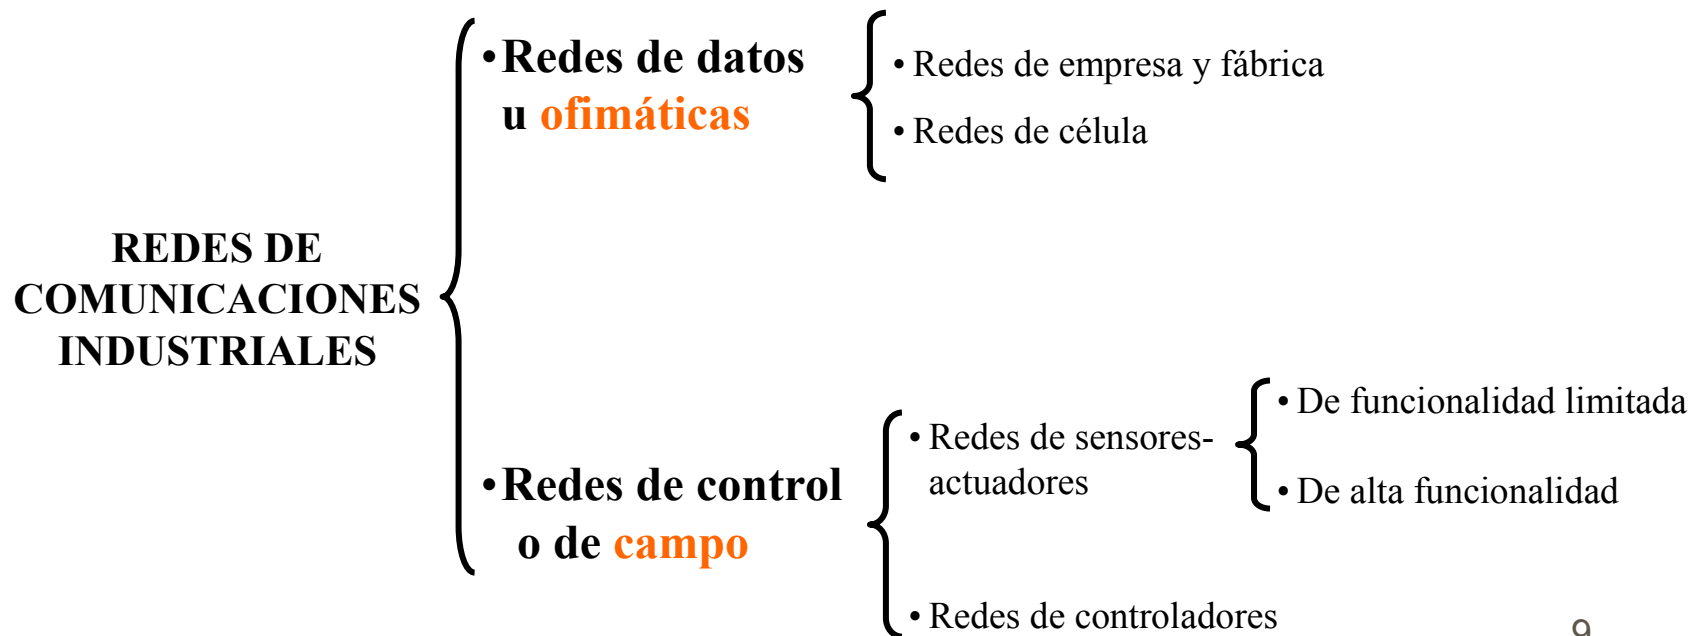 •Redes de datos
u ofimáticas
• Redes de empresa y fábrica
• Redes de célula
REDES DE
COMUNICACIONES
INDUSTRIALES
•Redes de control
o de campo
• Redes de sensores-
actuadores
• De funcionalidad limitada
• De alta funcionalidad
• Redes de controladores
9